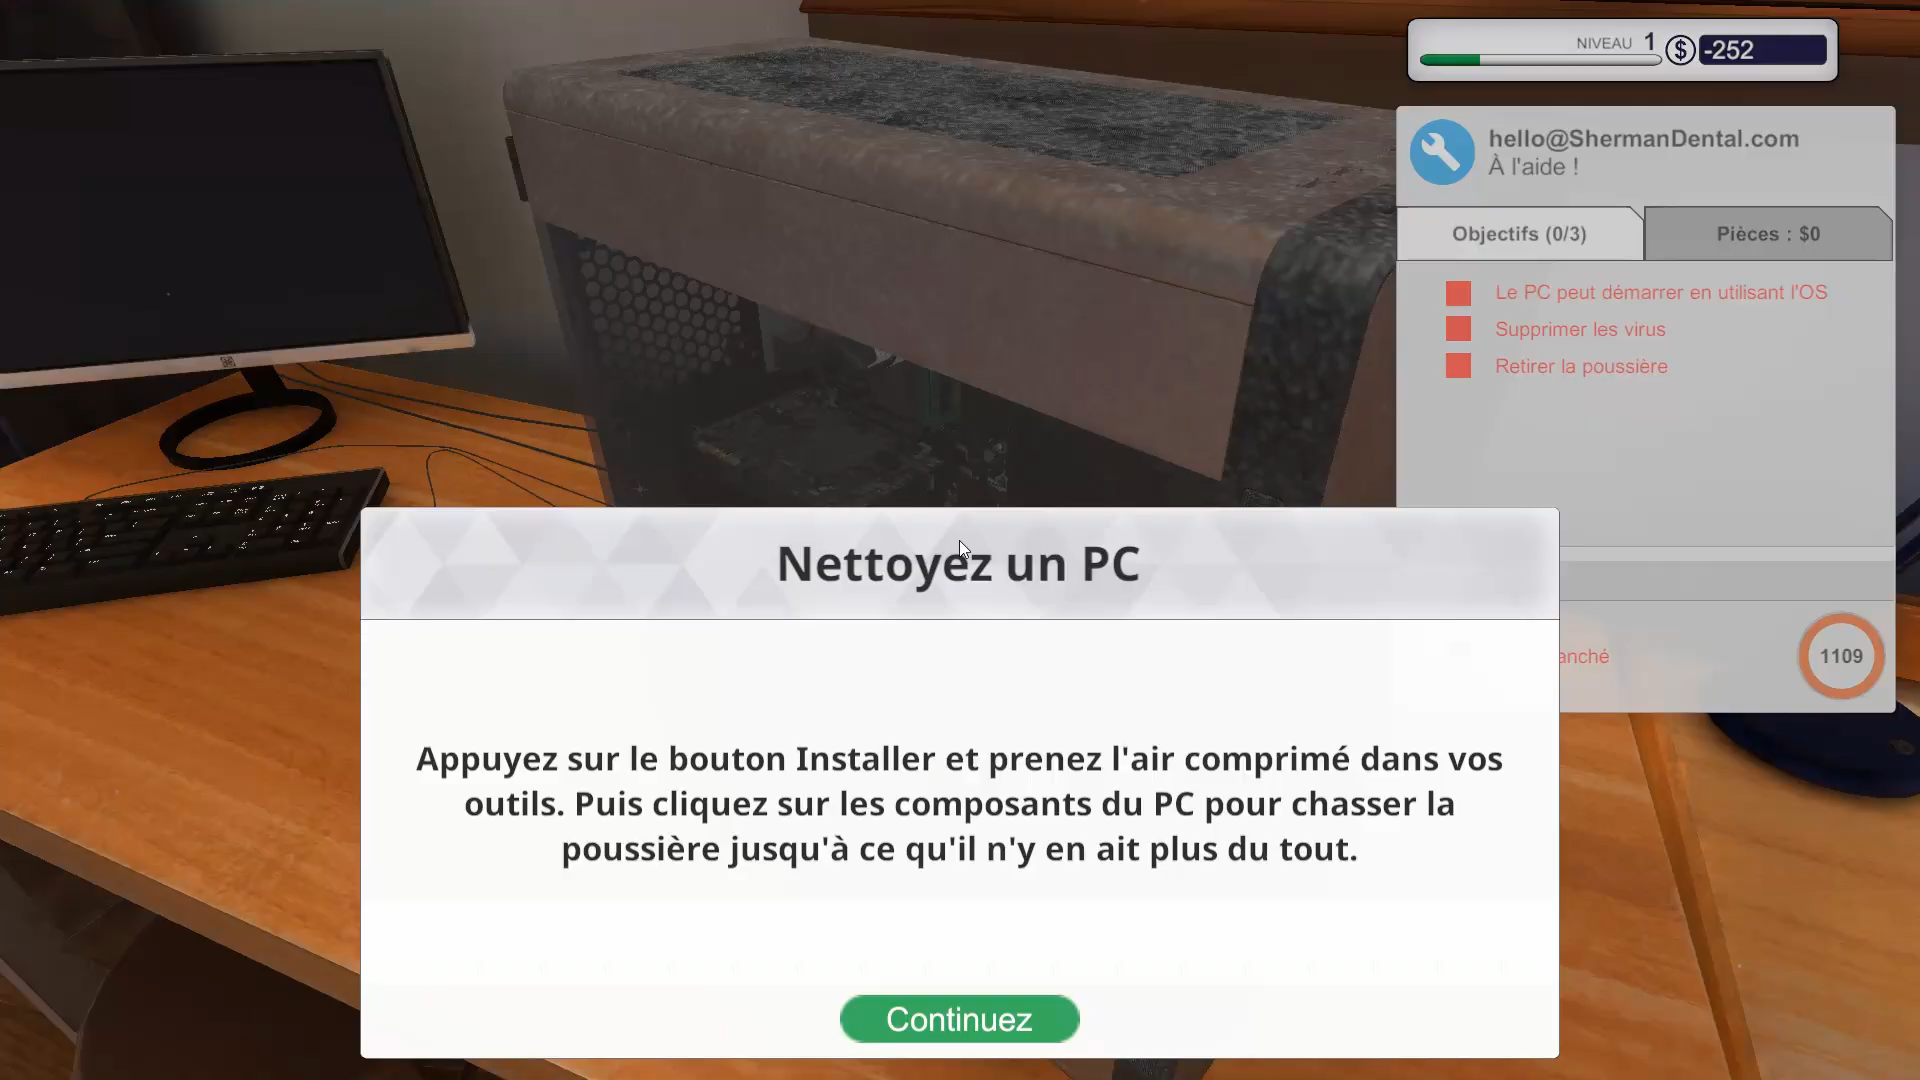 NIVEAU 1 $ -252
hello@ShermanDental.com
À l'aide !
Objectifs (0/3)
Pièces : $0
Le PC peut démarrer en utilisant l'OS
Supprimer les virus
Retirer la poussière
Nettoyez un PC
anché
1109
Appuyez sur le bouton Installer et prenez l'air comprimé dans vos
outils. Puis cliquez sur les composants du PC pour chasser la
poussière jusqu'à ce qu'il n'y en ait plus du tout.
Continuez